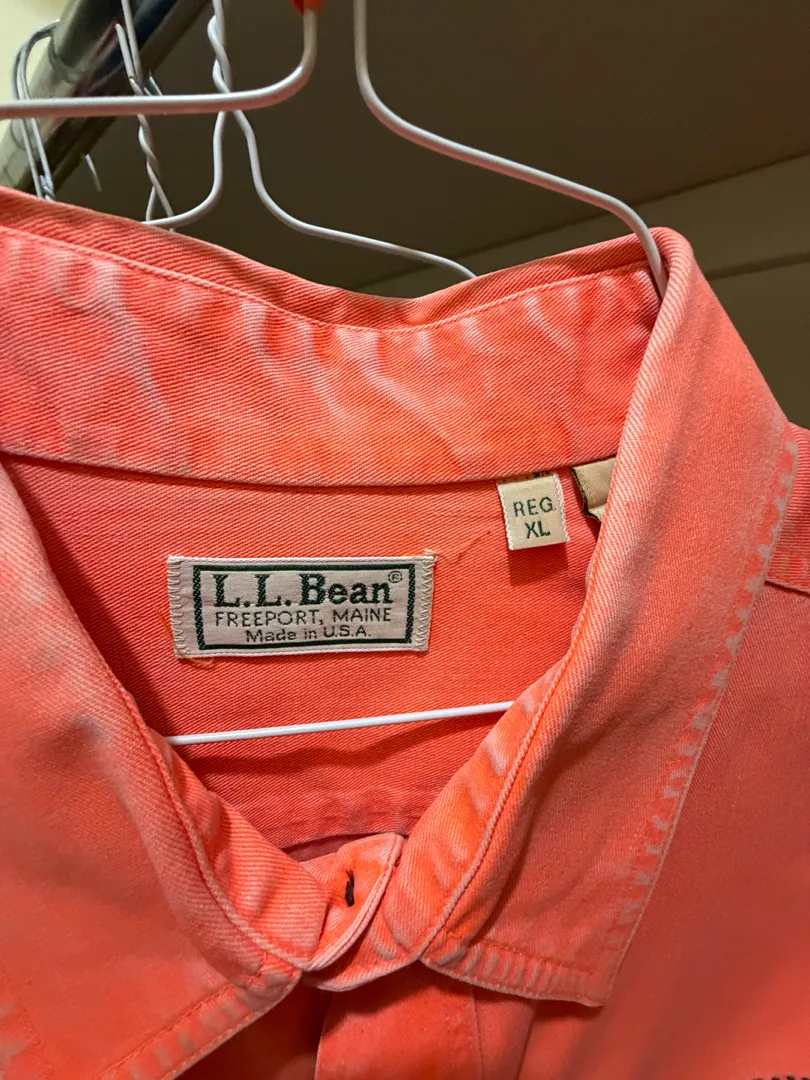 L.L.Bean®
FREEPORT, MAINE
Made in U.S.A.
REG.
XL